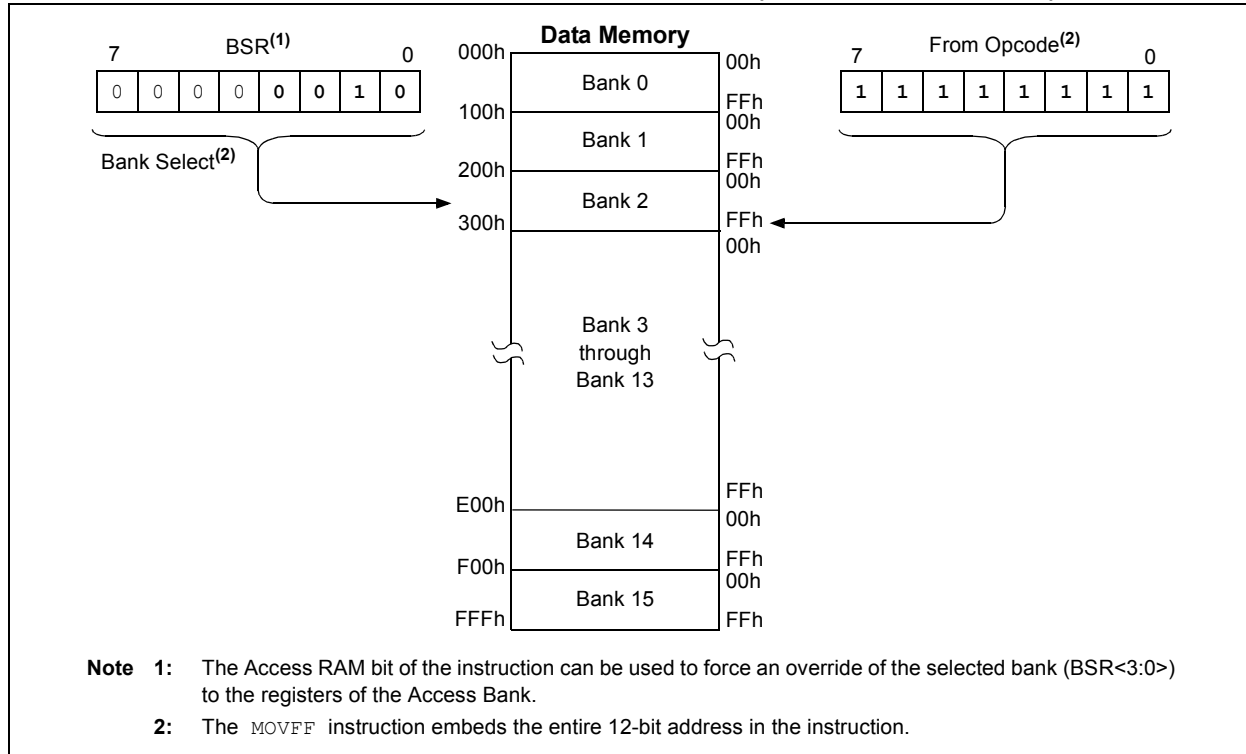 Data Memory
7 BSR(1) 0
0 0 0 0 0 0 1 0
Bank Select(2)
000h
100h
200h
300h
E00h
F00h
FFFh
Bank 0
Bank 1
Bank 2
Bank 3
through
Bank 13
Bank 14
Bank 15
00h
FFh
00h
FFh
00h
FFh
00h
FFh
00h
FFh
00h
FFh
7 From Opcode(2) 0
1 1 1 1 1 1 1 1
Note 1: The Access RAM bit of the instruction can be used to force an override of the selected bank (BSR<3:0>)
to the registers of the Access Bank.
2: The MOVFF instruction embeds the entire 12-bit address in the instruction.